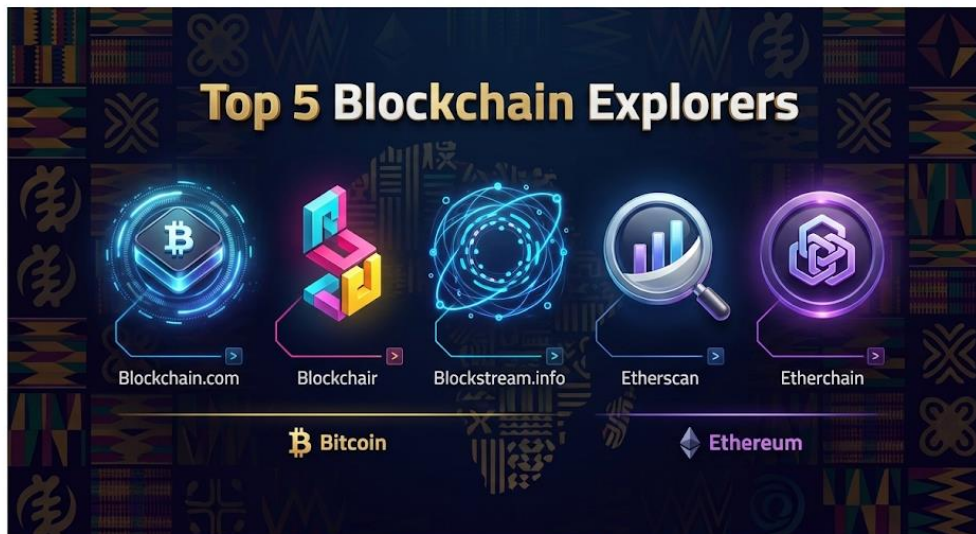 Top 5 Blockchain Explorers
Blockchain.com
Blockchair
Blockstream.info
Etherscan
Etherchain
Bitcoin
Ethereum